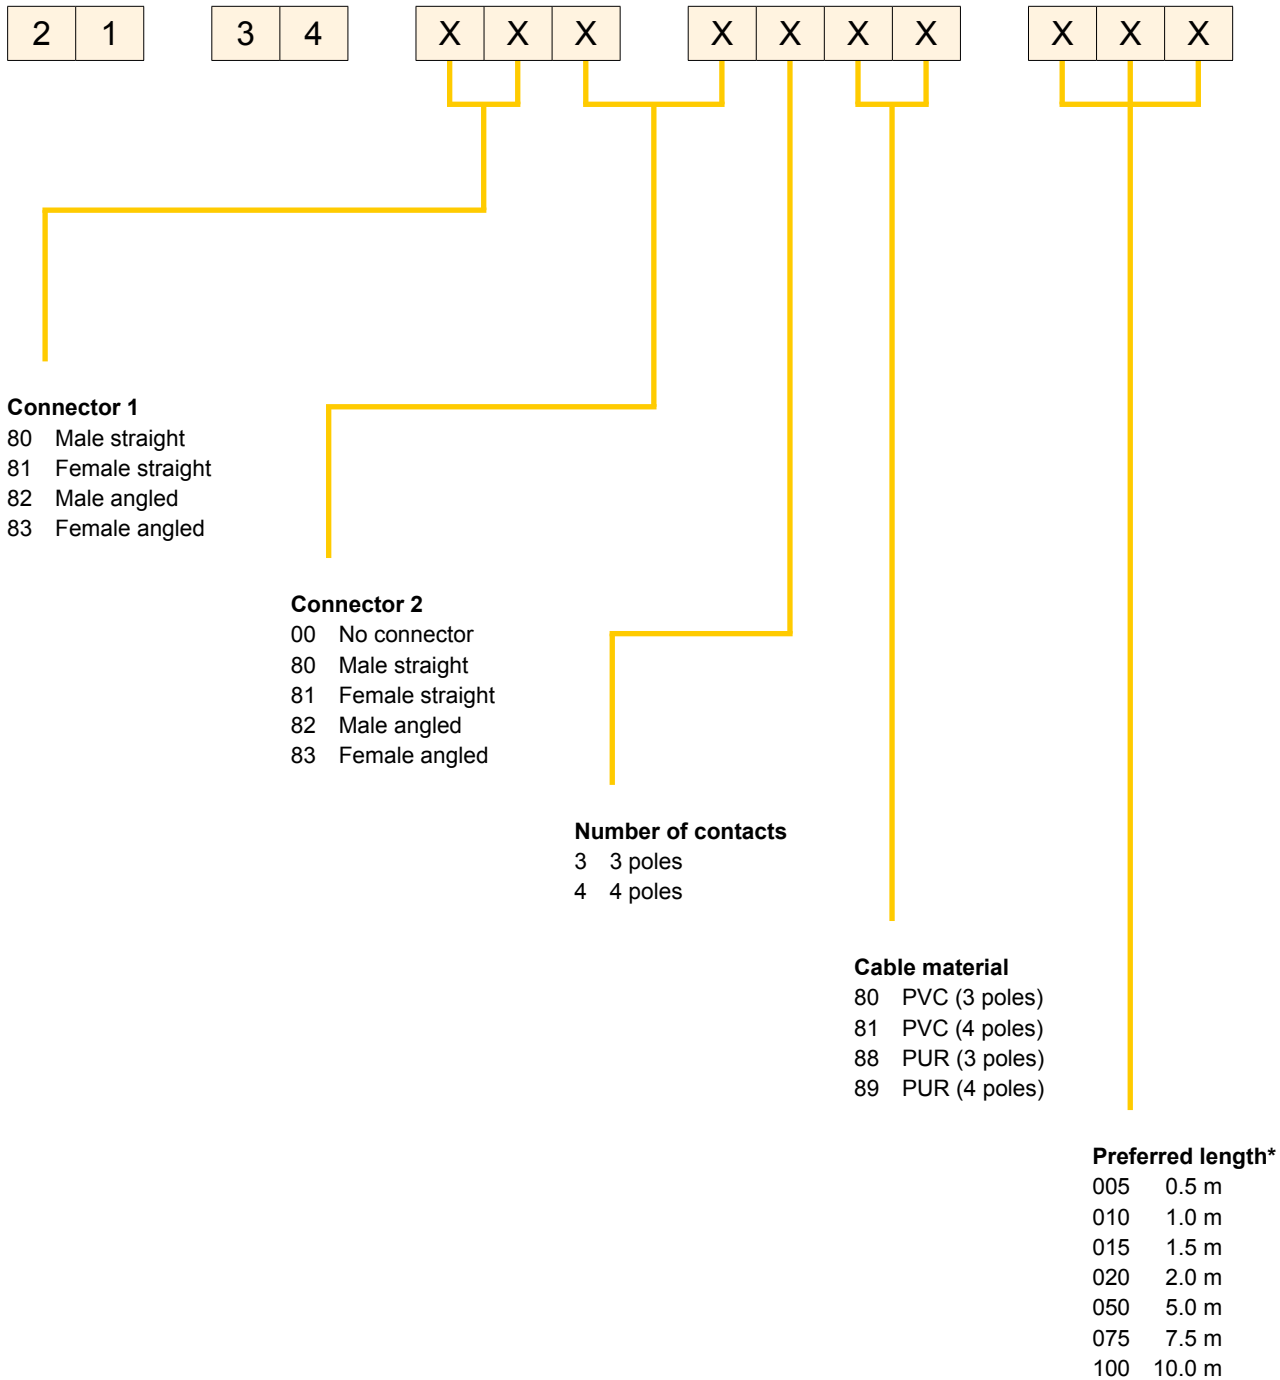 2 1 3 4 X X X X X X X X X X
Connector 1
80 Male straight
81 Female straight
82 Male angled
83 Female angled
Connector 2
00 No connector
80 Male straight
81 Female straight
82 Male angled
83 Female angled
Number of contacts
3 3 poles
4 4 poles
Cable material
80 PVC (3 poles)
81 PVC (4 poles)
88 PUR (3 poles)
89 PUR (4 poles)
Preferred length*
005 0.5 m
010 1.0 m
015 1.5 m
020 2.0 m
050 5.0 m
075 7.5 m
100 10.0 m